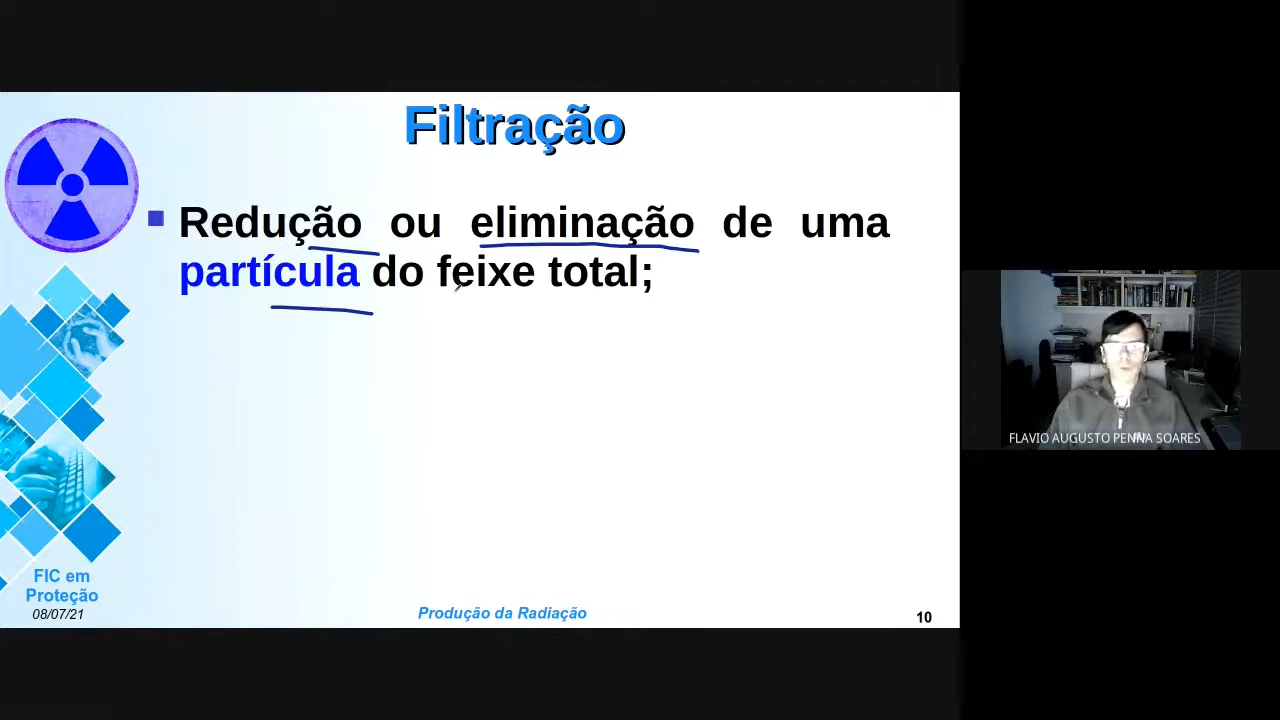 Filtração
Redução ou eliminação de uma
partícula do feixe total;
FIC em
Proteção
08/07/21
Produção da Radiação
10
FLAVIO AUGUSTO PENNA SOARES